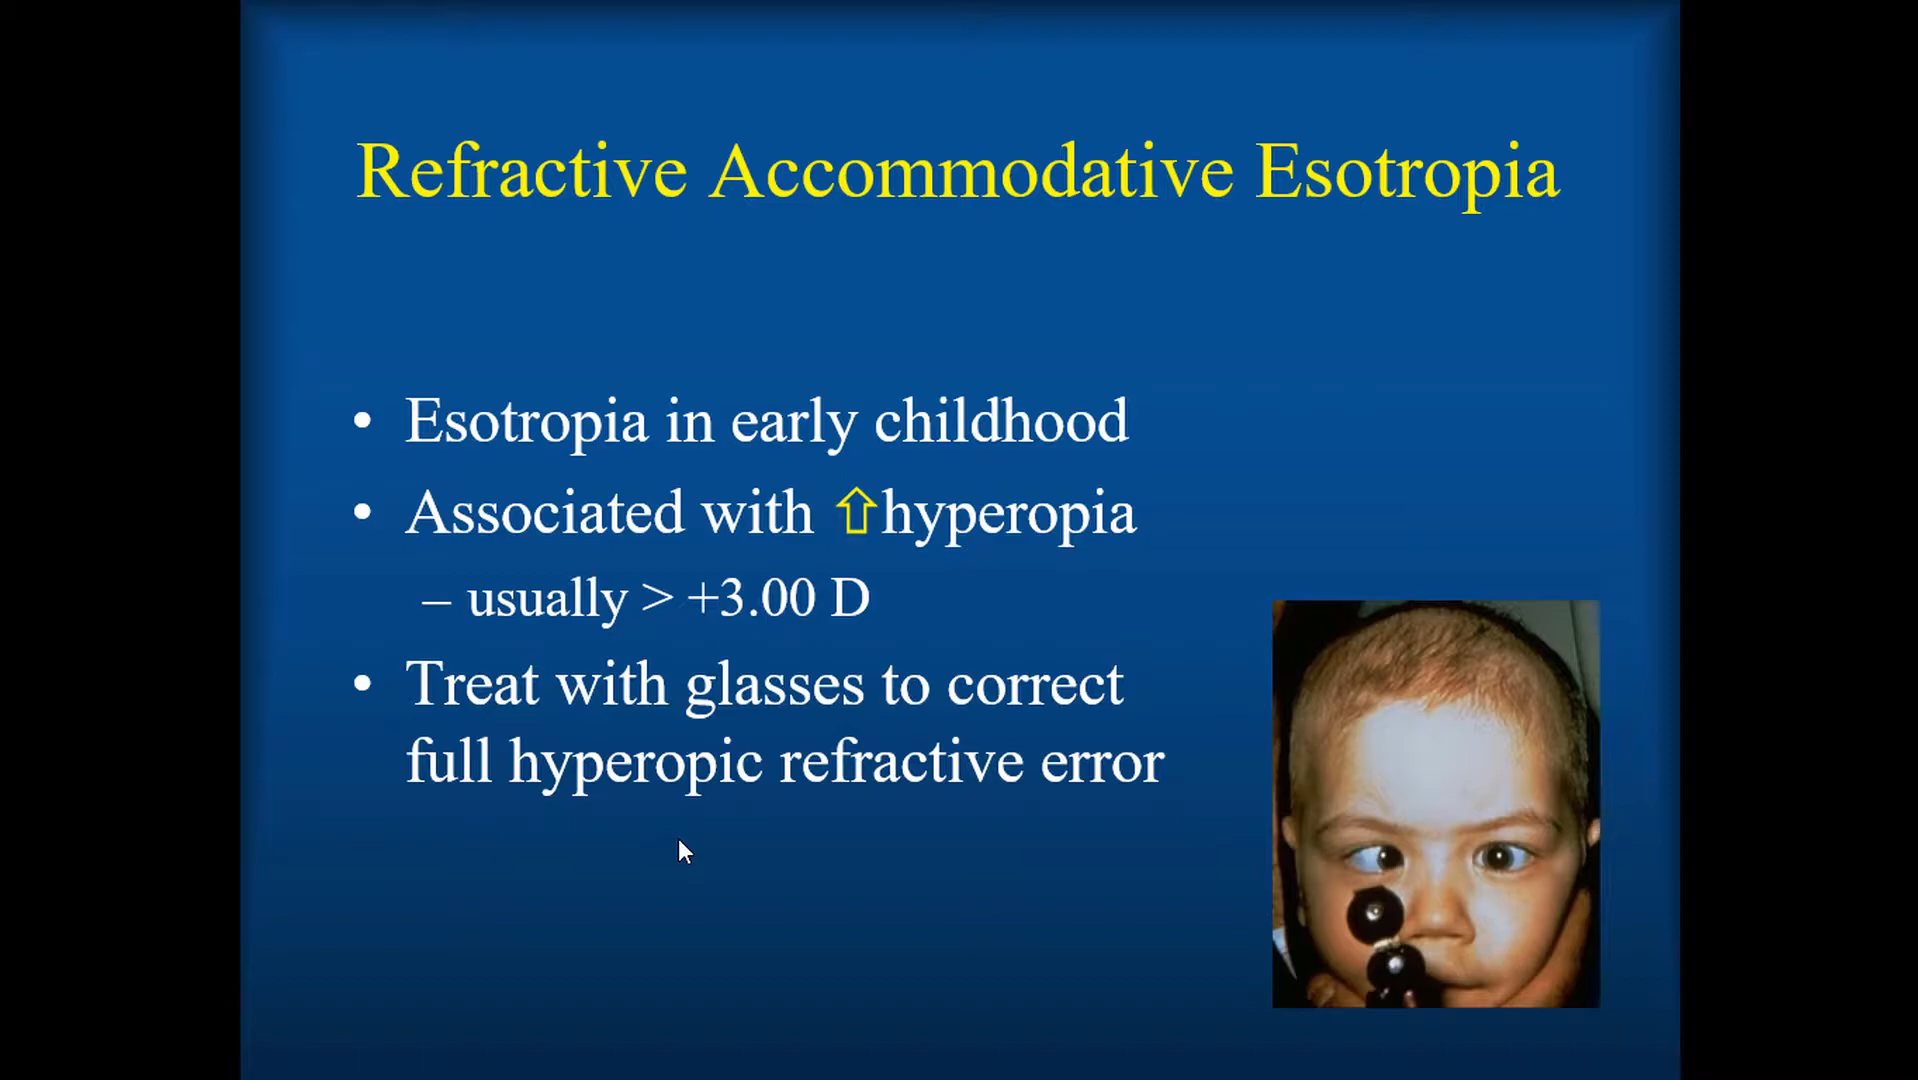 Refractive Accommodative Esotropia
• Esotropia in early childhood
• Associated with ⇧hyperopia
– usually > +3.00 D
• Treat with glasses to correct
full hyperopic refractive error